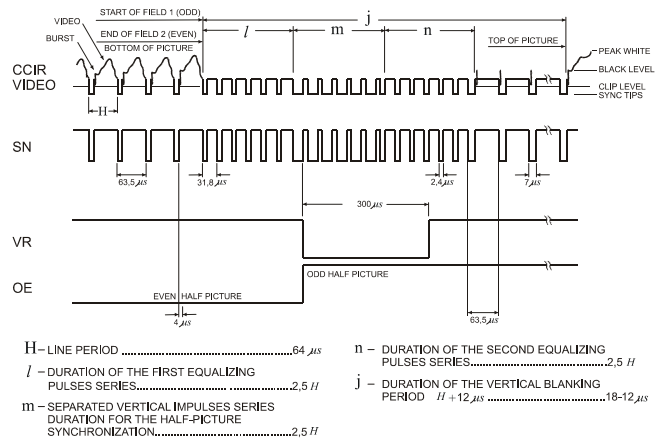 START OF FIELD 1 (ODD)
VIDEO
BURST
END OF FIELD 2 (EVEN)
BOTTOM OF PICTURE
j
l
m
n
TOP OF PICTURE
PEAK WHITE
BLACK LEVEL
CLIP LEVEL
SYNC TIPS
CCIR
VIDEO
H
SN
63,5 µs
31,8 µs
2,4 µs
7 µs
300 µs
VR
OE
ODD HALF PICTURE
EVEN HALF PICTURE
4 µs
63,5 µs
H – LINE PERIOD ............ 64 µs
l – DURATION OF THE FIRST EQUALIZING
PULSES SERIES............ 2,5 H
m – SEPARATED VERTICAL IMPULSES SERIES
DURATION FOR THE HALF-PICTURE
SYNCHRONIZATION............ 2,5 H
n – DURATION OF THE SECOND EQUALIZING
PULSES SERIES............ 2,5 H
j – DURATION OF THE VERTICAL BLANKING
PERIOD H+12 µs ............ 18-12 µs